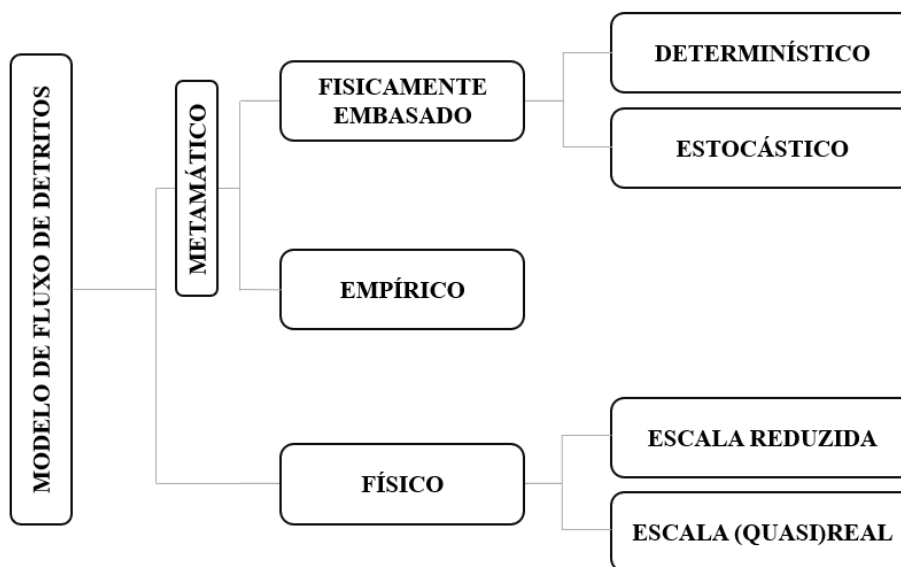 MODELO DE FLUXO DE DETRITOS
METAMÁTICO
FISICAMENTE
EMBASADO
DETERMINÍSTICO
ESTOCÁSTICO
EMPÍRICO
FÍSICO
ESCALA REDUZIDA
ESCALA (QUASI)REAL